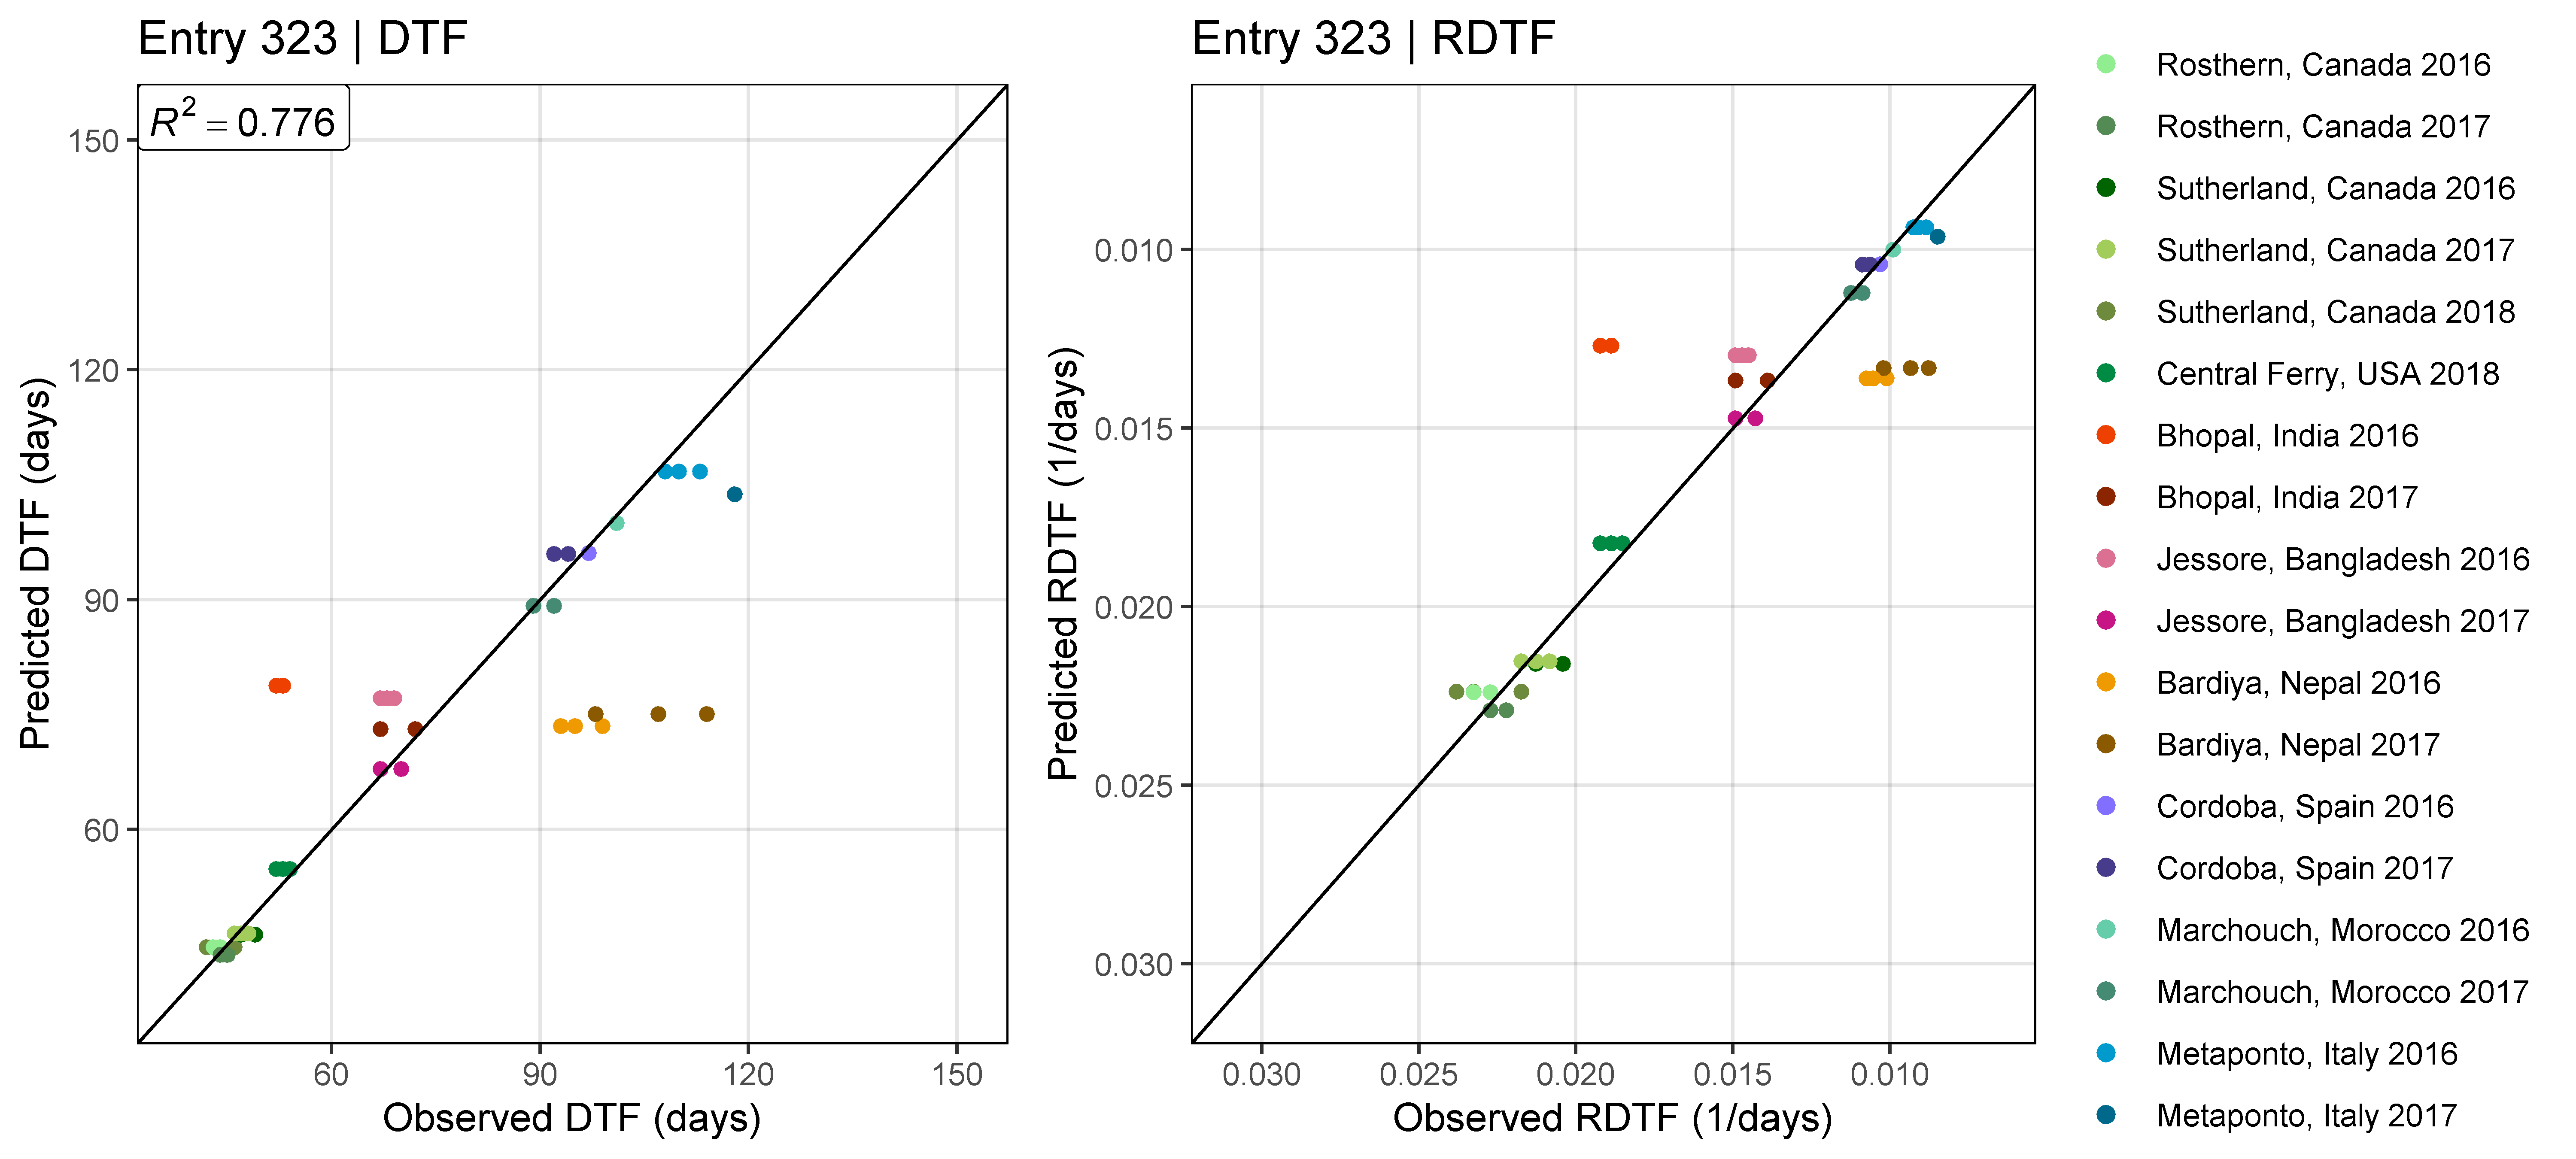 Entry 323 | DTF
R² = 0.776
Predicted DTF (days)
150
120
90
60
60 90 120 150
Observed DTF (days)
Entry 323 | RDTF
Predicted RDTF (1/days)
0.010
0.015
0.020
0.025
0.030
0.030 0.025 0.020 0.015 0.010
Observed RDTF (1/days)
Rosthern, Canada 2016
Rosthern, Canada 2017
Sutherland, Canada 2016
Sutherland, Canada 2017
Sutherland, Canada 2018
Central Ferry, USA 2018
Bhopal, India 2016
Bhopal, India 2017
Jessore, Bangladesh 2016
Jessore, Bangladesh 2017
Bardiya, Nepal 2016
Bardiya, Nepal 2017
Cordoba, Spain 2016
Cordoba, Spain 2017
Marchouch, Morocco 2016
Marchouch, Morocco 2017
Metaponto, Italy 2016
Metaponto, Italy 2017